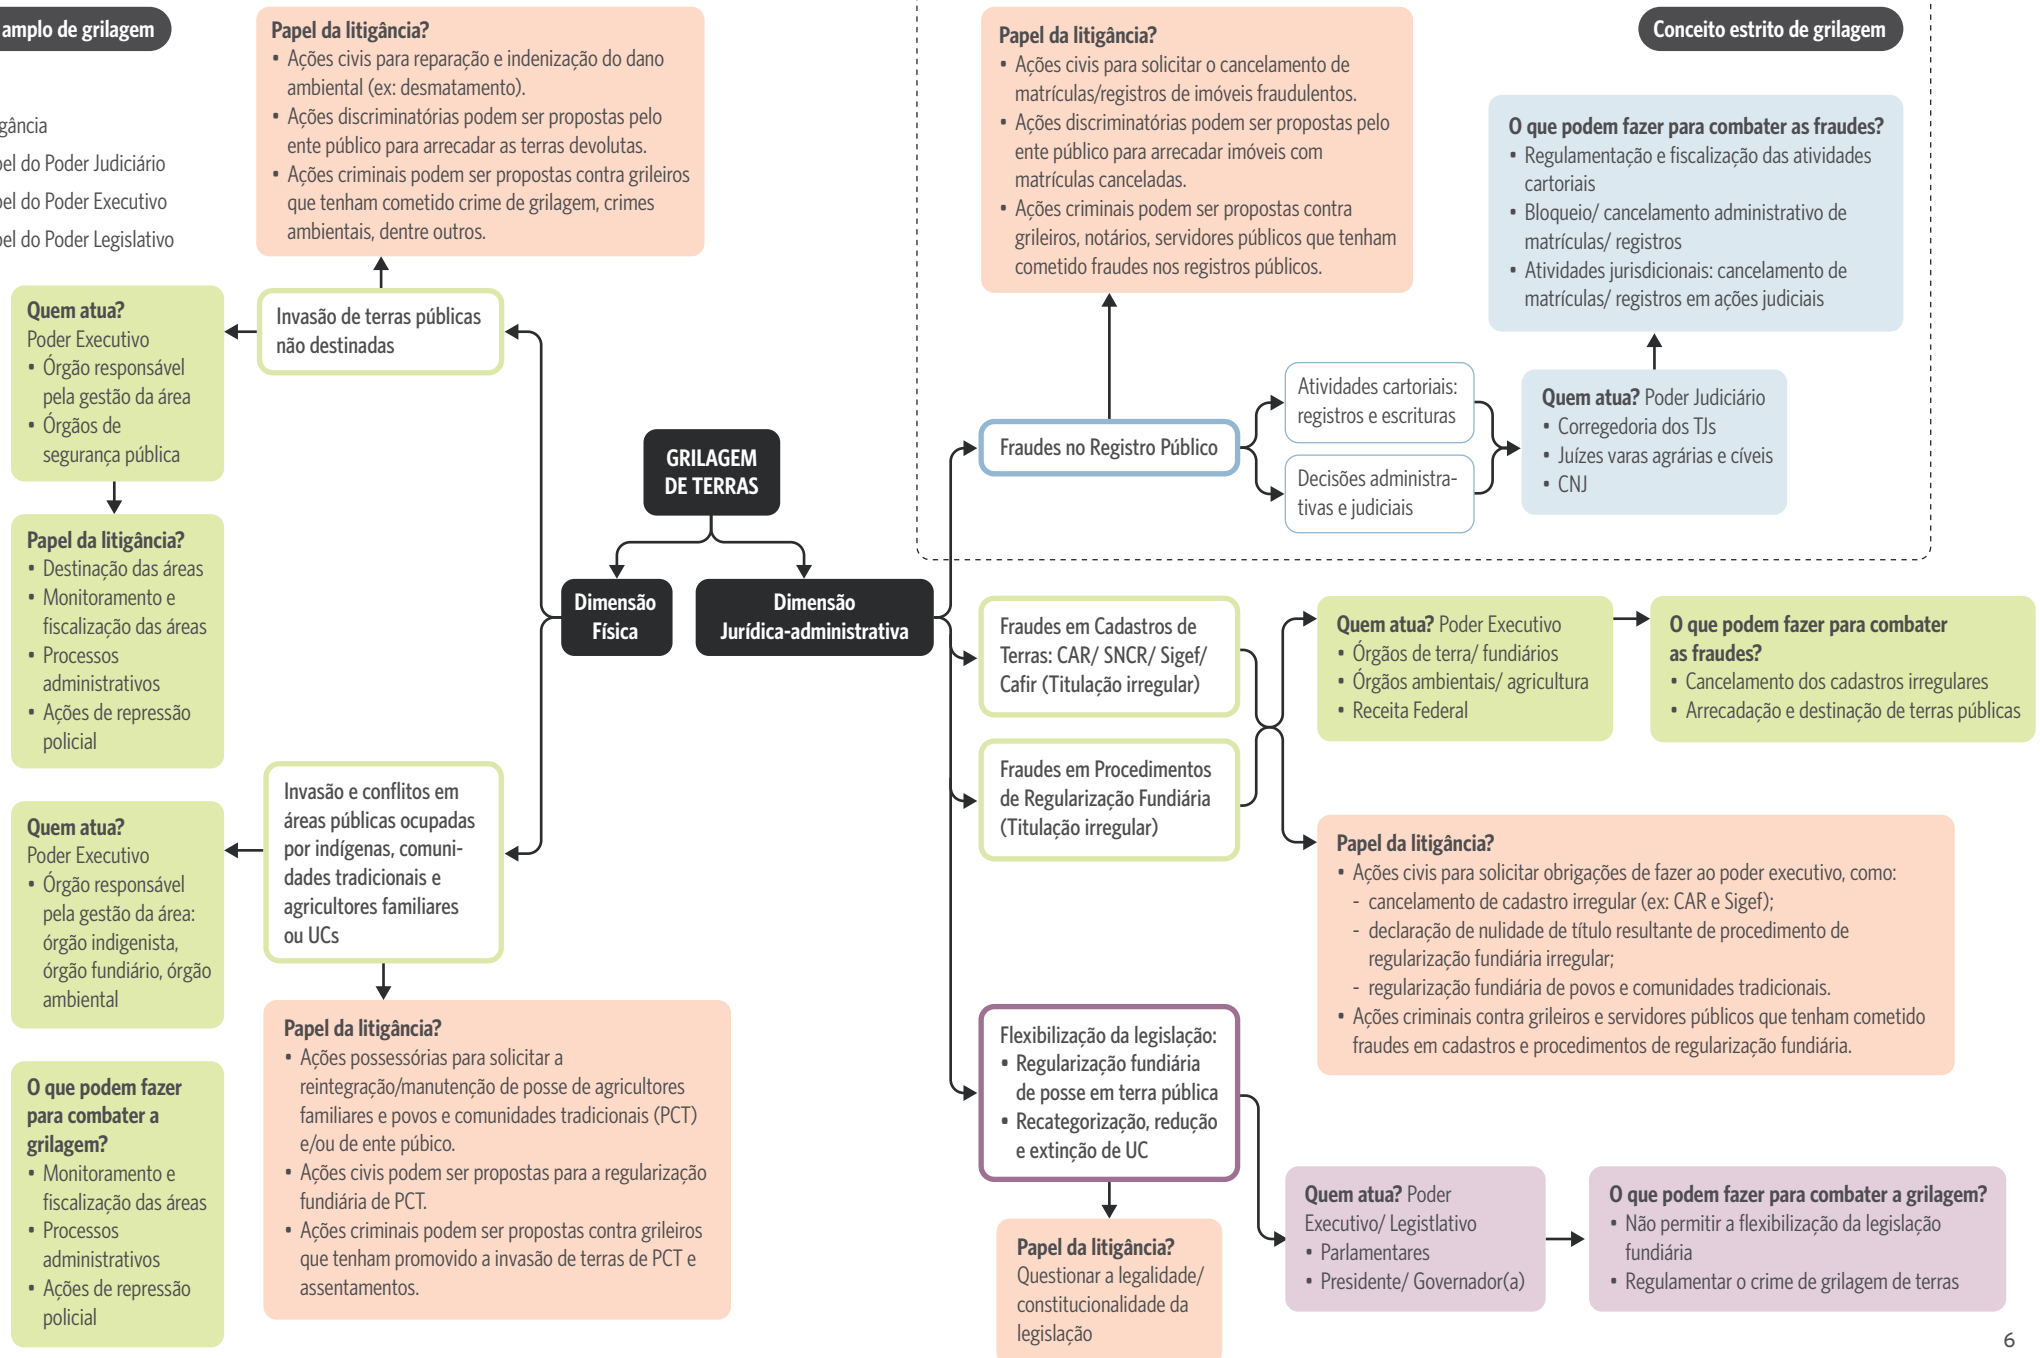 amplo de grilagem
gância
pel do Poder Judiciário
pel do Poder Executivo
pel do Poder Legislativo
Papel da litigância?
• Ações civis para reparação e indenização do dano
ambiental (ex: desmatamento).
• Ações discriminatórias podem ser propostas pelo
ente público para arrecadar as terras devolutas.
• Ações criminais podem ser propostas contra grileiros
que tenham cometido crime de grilagem, crimes
ambientais, dentre outros.
Quem atua?
Poder Executivo
• Órgão responsável
pela gestão da área
• Órgãos de
segurança pública
Invasão de terras públicas
não destinadas
Papel da litigância?
• Destinação das áreas
• Monitoramento e
fiscalização das áreas
• Processos
administrativos
• Ações de repressão
policial
Quem atua?
Poder Executivo
• Órgão responsável
pela gestão da área:
órgão indigenista,
órgão fundiário, órgão
ambiental
Invasão e conflitos em
áreas públicas ocupadas
por indígenas, comuni-
dades tradicionais e
agricultores familiares
ou UCs
O que podem fazer
para combater a
grilagem?
• Monitoramento e
fiscalização das áreas
• Processos
administrativos
• Ações de repressão
policial
Papel da litigância?
• Ações possessórias para solicitar a
reintegração/manutenção de posse de agricultores
familiares e povos e comunidades tradicionais (PCT)
e/ou de ente púbico.
• Ações civis podem ser propostas para a regularização
fundiária de PCT.
• Ações criminais podem ser propostas contra grileiros
que tenham promovido a invasão de terras de PCT e
assentamentos.
GRILAGEM
DE TERRAS
Dimensão
Física
Dimensão
Jurídica-administrativa
Conceito estrito de grilagem
Papel da litigância?
• Ações civis para solicitar o cancelamento de
matrículas/registros de imóveis fraudulentos.
• Ações discriminatórias podem ser propostas pelo
ente público para arrecadar imóveis com
matrículas canceladas.
• Ações criminais podem ser propostas contra
grileiros, notários, servidores públicos que tenham
cometido fraudes nos registros públicos.
O que podem fazer para combater as fraudes?
• Regulamentação e fiscalização das atividades
cartoriais
• Bloqueio/ cancelamento administrativo de
matrículas/ registros
• Atividades jurisdicionais: cancelamento de
matrículas/ registros em ações judiciais
Fraudes no Registro Público
Atividades cartoriais:
registros e escrituras
Decisões administra-
tivas e judiciais
Quem atua? Poder Judiciário
• Corregedoria dos TJs
• Juízes varas agrárias e cíveis
• CNJ
Fraudes em Cadastros de
Terras: CAR/ SNCR/ Sigef/
Cafir (Titulação irregular)
Fraudes em Procedimentos
de Regularização Fundiária
(Titulação irregular)
Quem atua? Poder Executivo
• Órgãos de terra/ fundiários
• Órgãos ambientais/ agricultura
• Receita Federal
O que podem fazer para combater
as fraudes?
• Cancelamento dos cadastros irregulares
• Arrecadação e destinação de terras públicas
Papel da litigância?
• Ações civis para solicitar obrigações de fazer ao poder executivo, como:
- cancelamento de cadastro irregular (ex: CAR e Sigef);
- declaração de nulidade de título resultante de procedimento de
regularização fundiária irregular;
- regularização fundiária de povos e comunidades tradicionais.
• Ações criminais contra grileiros e servidores públicos que tenham cometido
fraudes em cadastros e procedimentos de regularização fundiária.
Flexibilização da legislação:
• Regularização fundiária
de posse em terra pública
• Recategorização, redução
e extinção de UC
Papel da litigância?
Questionar a legalidade/
constitucionalidade da
legislação
Quem atua? Poder
Executivo/ Legistlativo
• Parlamentares
• Presidente/ Governador(a)
O que podem fazer para combater a grilagem?
• Não permitir a flexibilização da legislação
fundiária
• Regulamentar o crime de grilagem de terras
6